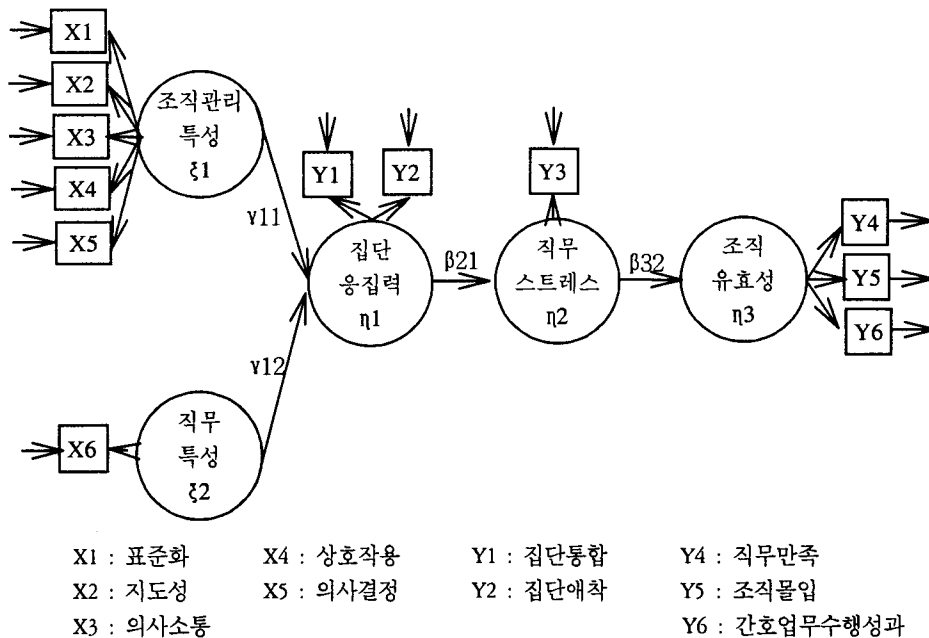 X1
X2
X3
X4
X5
조직관리
특성
ξ1
γ11
Y1
Y2
Y3
집단
응집력
η1
β21
직무
스트레스
η2
β32
조직
유효성
η3
Y4
Y5
Y6
γ12
X6
직무
특성
ξ2
X1 : 표준화 X4 : 상호작용 Y1 : 집단통합 Y4 : 직무만족
X2 : 지도성 X5 : 의사결정 Y2 : 집단애착 Y5 : 조직몰입
X3 : 의사소통 Y6 : 간호업무수행성과